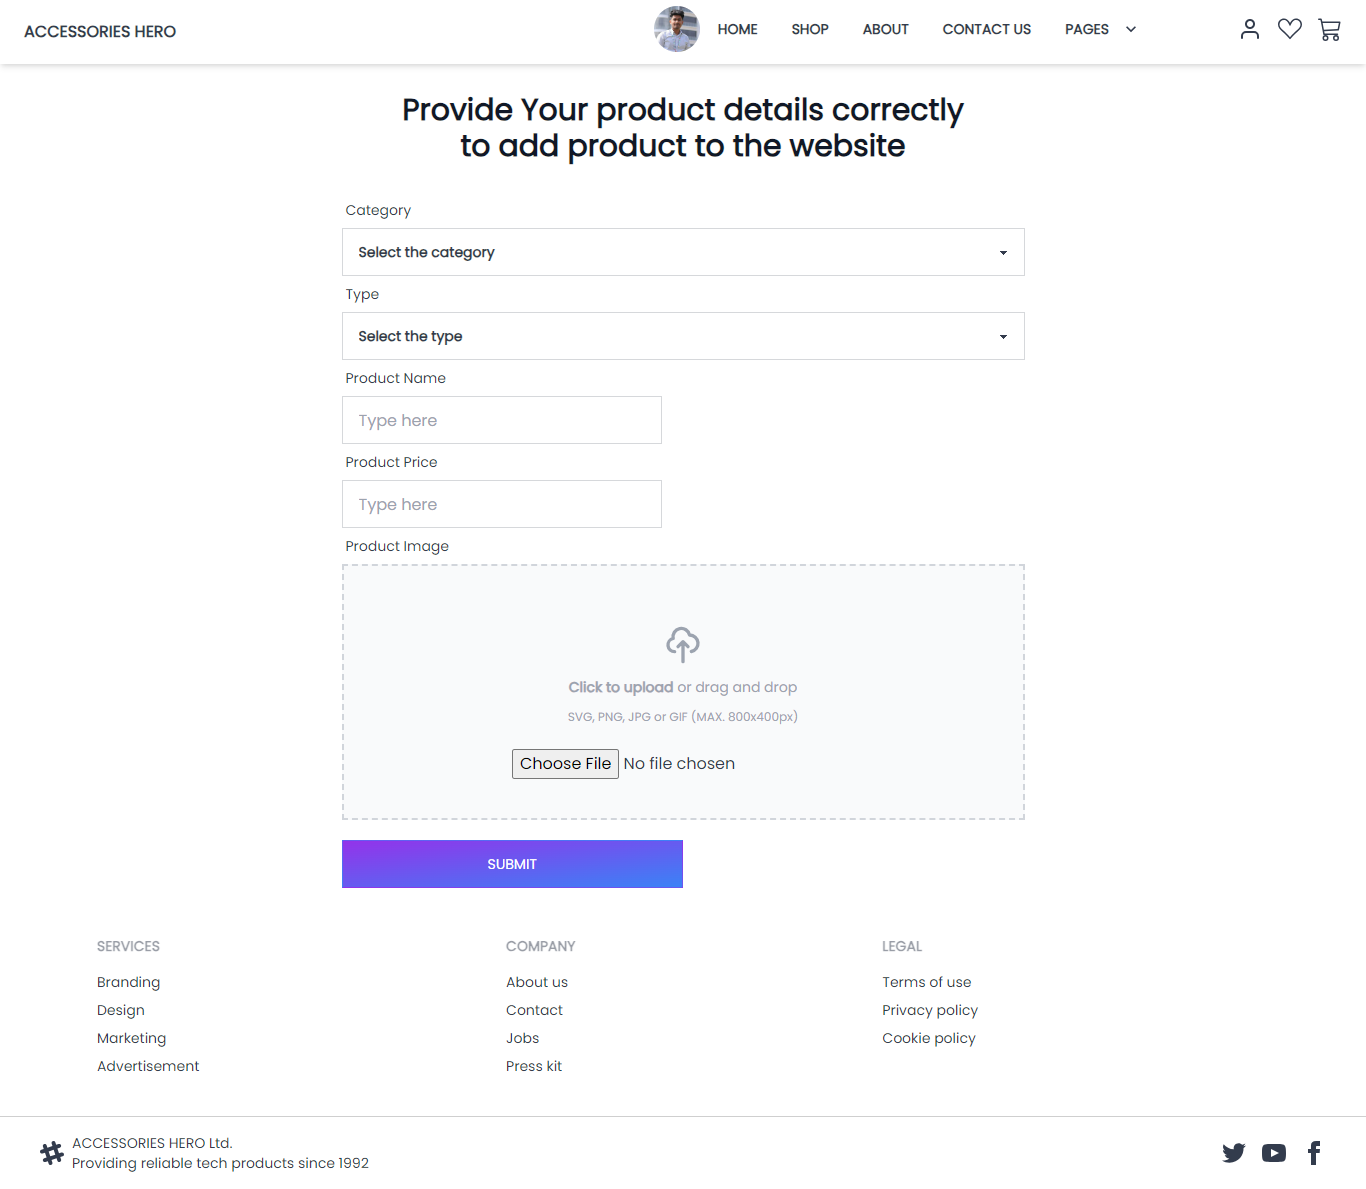 ACCESSORIES HERO
HOME
SHOP
ABOUT
CONTACT US
PAGES
Provide Your product details correctly
to add product to the website
Category
Select the category
Type
Select the type
Product Name
Type here
Product Price
Type here
Product Image
Click to upload or drag and drop
SVG, PNG, JPG or GIF (MAX. 800x400px)
Choose File No file chosen
SUBMIT
SERVICES
Branding
Design
Marketing
Advertisement
COMPANY
About us
Contact
Jobs
Press kit
LEGAL
Terms of use
Privacy policy
Cookie policy
ACCESSORIES HERO Ltd.
Providing reliable tech products since 1992